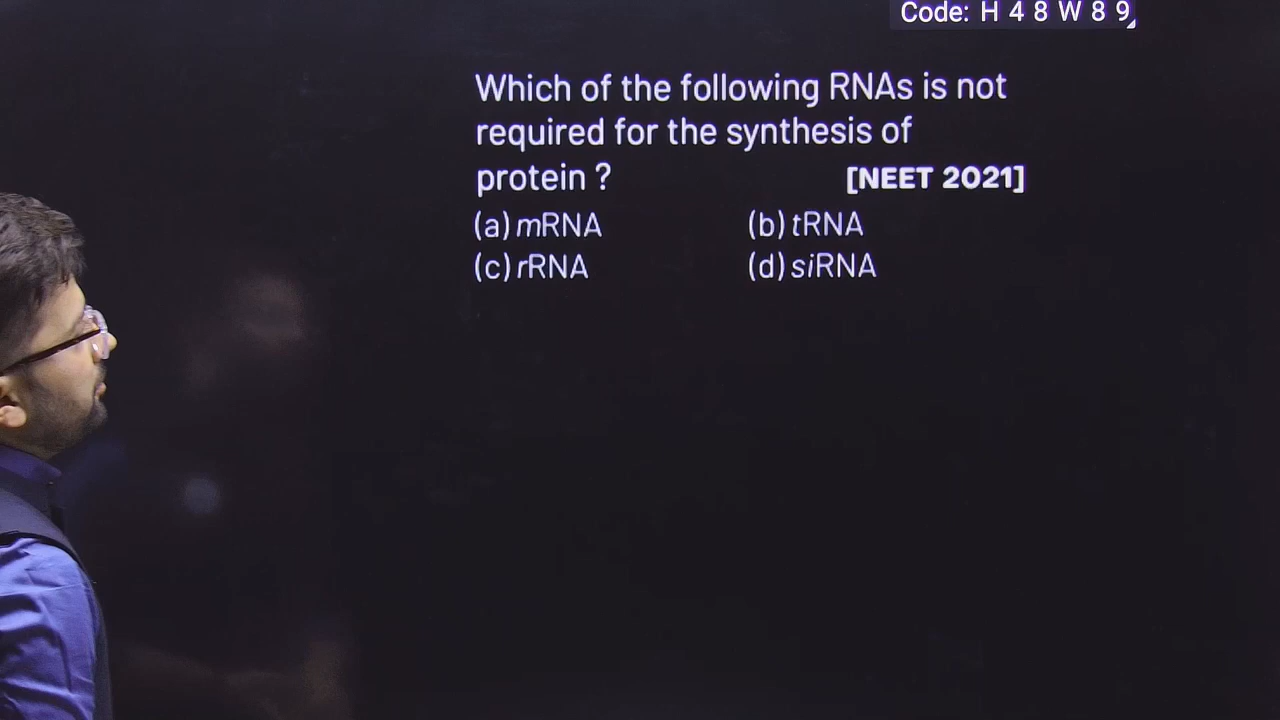 Code: H 4 8 W 8 9
Which of the following RNAs is not
required for the synthesis of
protein ? [NEET 2021]
(a) mRNA (b) tRNA
(c) rRNA (d) siRNA